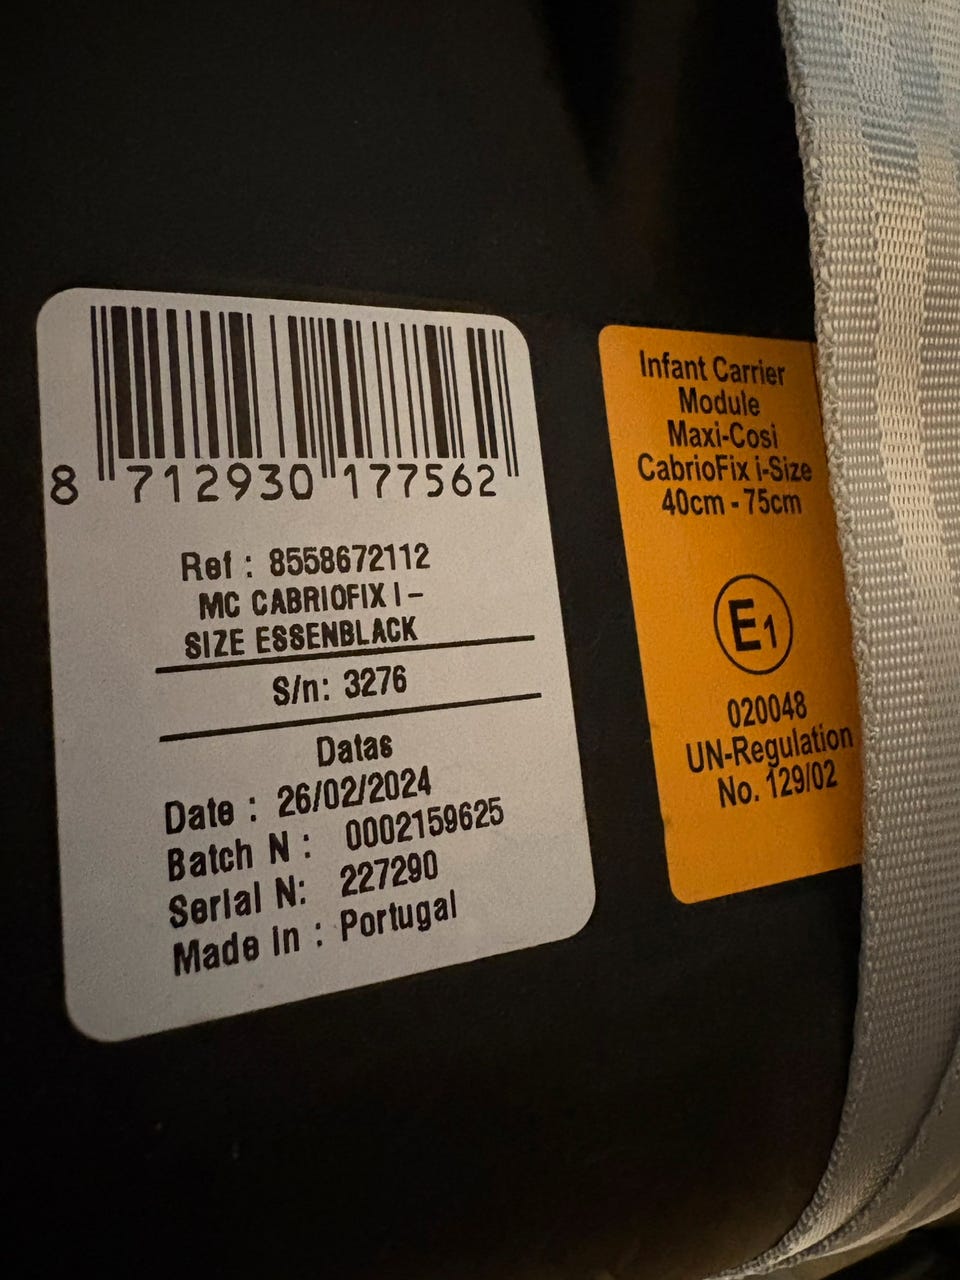 8 712930 177562
Ref : 8558672112
MC CABRIOFIX I -
SIZE ESSENBLACK
S/n: 3276
Datas
Date : 26/02/2024
Batch N : 0002159625
Serial N: 227290
Made in : Portugal
Infant Carrier
Module
Maxi-Cosi
CabrioFix i-Size
40cm - 75cm
E1
020048
UN-Regulation
No. 129/02